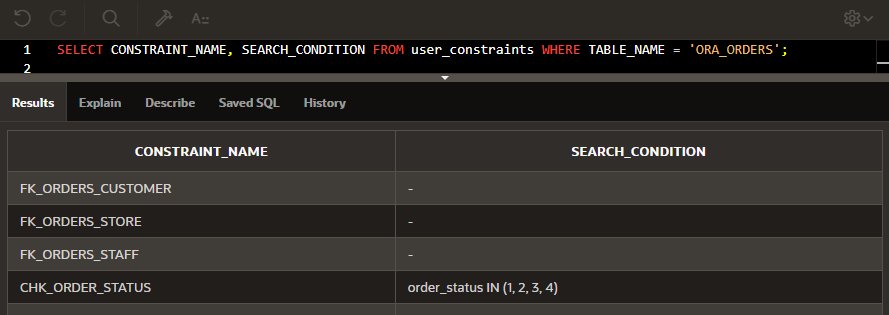 A::
1 SELECT CONSTRAINT_NAME, SEARCH_CONDITION FROM user_constraints WHERE TABLE_NAME = 'ORA_ORDERS';
2
Results Explain Describe Saved SQL History
CONSTRAINT_NAME SEARCH_CONDITION
FK_ORDERS_CUSTOMER -
FK_ORDERS_STORE -
FK_ORDERS_STAFF -
CHK_ORDER_STATUS order_status IN (1, 2, 3, 4)